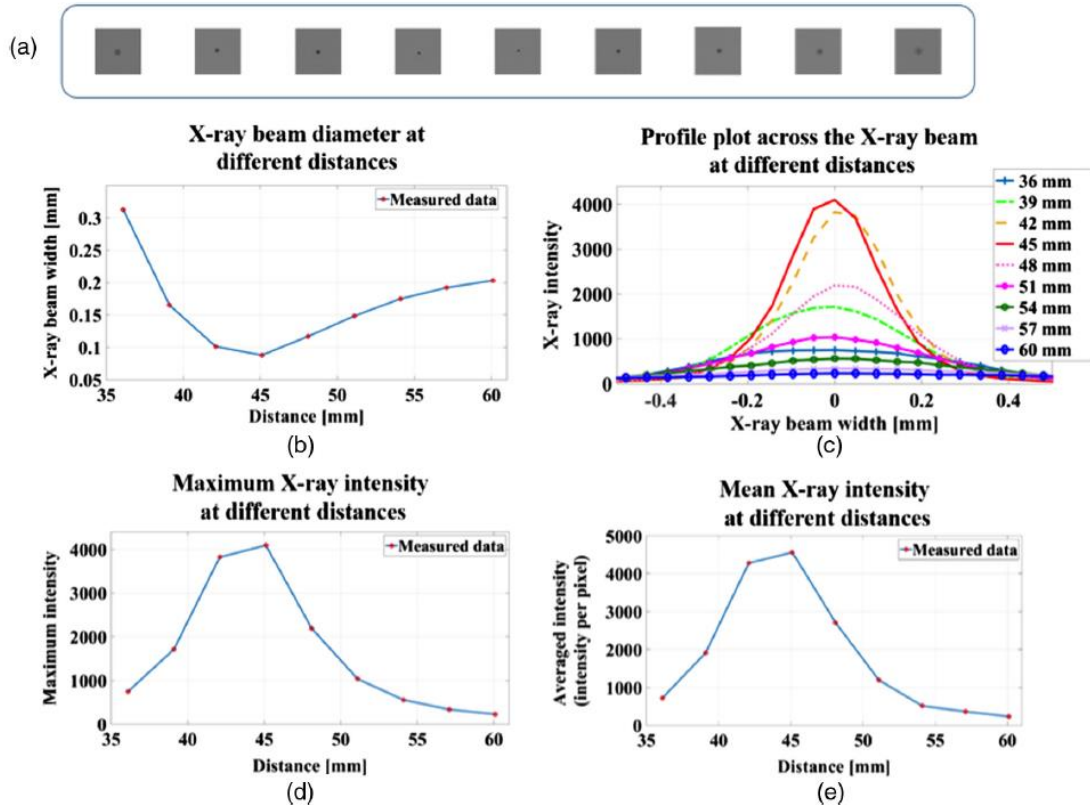 (a)
X-ray beam diameter at
different distances
Measured data
X-ray beam width [mm]
0.3
0.25
0.2
0.15
0.1
0.05
35 40 45 50 55 60
Distance [mm]
(b)
Profile plot across the X-ray beam
at different distances
36 mm
39 mm
42 mm
45 mm
48 mm
51 mm
54 mm
57 mm
60 mm
X-ray intensity
4000
3000
2000
1000
0
-0.4 -0.2 0 0.2 0.4
X-ray beam width [mm]
(c)
Maximum X-ray intensity
at different distances
Measured data
Maximum intensity
4000
3000
2000
1000
0
35 40 45 50 55 60
Distance [mm]
(d)
Mean X-ray intensity
at different distances
Measured data
Averaged intensity
(intensity per pixel)
5000
4000
3000
2000
1000
0
35 40 45 50 55 60
Distance [mm]
(e)